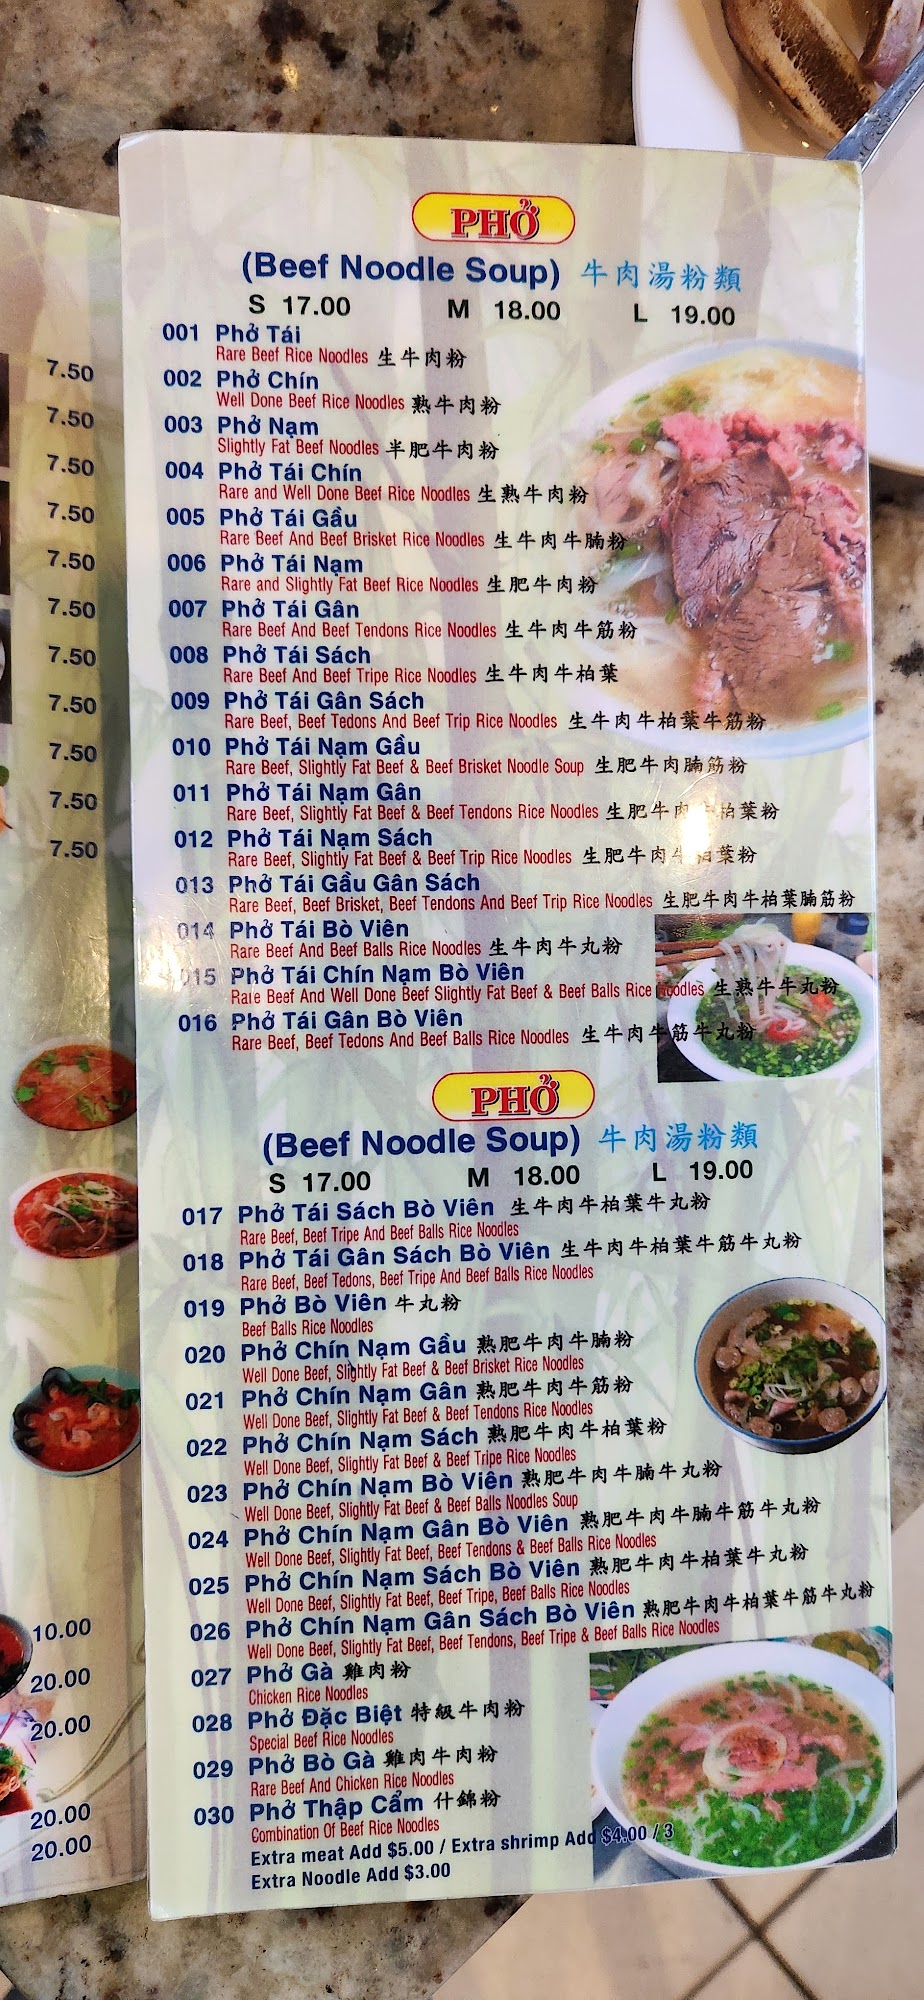 7.50
7.50
7.50
7.50
7.50
7.50
7.50
7.50
7.50
7.50
7.50
10.00
20.00
20.00
20.00
20.00
PHỞ
(Beef Noodle Soup) 牛肉湯粉類
S 17.00 M 18.00 L 19.00
001 Phở Tái
Rare Beef Rice Noodles 生牛肉粉
002 Phở Chín
Well Done Beef Rice Noodles 熟牛肉粉
003 Phở Nạm
Slightly Fat Beef Noodles 半肥牛肉粉
004 Phở Tái Chín
Rare and Well Done Beef Rice Noodles 生熟牛肉粉
005 Phở Tái Gầu
Rare Beef And Beef Brisket Rice Noodles 生牛肉牛腩粉
006 Phở Tái Nạm
Rare and Slightly Fat Beef Rice Noodles 生肥牛肉粉
007 Phở Tái Gân
Rare Beef And Beef Tendons Rice Noodles 生牛肉牛筋粉
008 Phở Tái Sách
Rare Beef And Beef Tripe Rice Noodles 生牛肉牛柏葉
009 Phở Tái Gân Sách
Rare Beef, Beef Tedons And Beef Trip Rice Noodles 生牛肉牛柏葉牛筋粉
010 Phở Tái Nạm Gầu
Rare Beef, Slightly Fat Beef & Beef Brisket Noodle Soup 生肥牛肉腩筋粉
011 Phở Tái Nạm Gân
Rare Beef, Slightly Fat Beef & Beef Tendons Rice Noodles 生肥牛肉 柏葉粉
012 Phở Tái Nạm Sách
Rare Beef, Slightly Fat Beef & Beef Trip Rice Noodles 生肥牛肉牛柏葉粉
013 Phở Tái Gầu Gân Sách
Rare Beef, Beef Brisket, Beef Tendons And Beef Trip Rice Noodles 生肥牛肉牛柏葉腩筋粉
014 Phở Tái Bò Viên
Rare Beef And Beef Balls Rice Noodles 生牛肉牛丸粉
015 Phở Tái Chín Nạm Bò Viên
Rare Beef And Well Done Beef Slightly Fat Beef & Beef Balls Rice Noodles 生熟牛牛丸粉
016 Phở Tái Gân Bò Viên
Rare Beef, Beef Tedons And Beef Balls Rice Noodles 生牛肉牛筋牛丸粉
PHỞ
(Beef Noodle Soup) 牛肉湯粉類
S 17.00 M 18.00 L 19.00
017 Phở Tái Sách Bò Viên 生牛肉牛柏葉牛丸粉
Rare Beef, Beef Tripe And Beef Balls Rice Noodles
018 Phở Tái Gân Sách Bò Viên 生牛肉牛柏葉牛筋牛丸粉
Rare Beef, Beef Tedons, Beef Tripe And Beef Balls Rice Noodles
019 Phở Bò Viên 牛丸粉
Beef Balls Rice Noodles
020 Phở Chín Nạm Gầu 熟肥牛肉牛腩粉
Well Done Beef, Slightly Fat Beef & Beef Brisket Rice Noodles
021 Phở Chín Nạm Gân 熟肥牛肉牛筋粉
Well Done Beef, Slightly Fat Beef & Beef Tendons Rice Noodles
022 Phở Chín Nạm Sách 熟肥牛肉牛柏葉粉
Well Done Beef, Slightly Fat Beef & Beef Tripe Rice Noodles
023 Phở Chín Nạm Bò Viên 熟肥牛肉牛腩牛丸粉
Well Done Beef, Slightly Fat Beef & Beef Balls Noodles Soup
024 Phở Chín Nạm Gân Bò Viên 熟肥牛肉牛腩牛筋牛丸粉
Well Done Beef, Slightly Fat Beef, Beef Tendons & Beef Balls Rice Noodles
025 Phở Chín Nạm Sách Bò Viên 熟肥牛肉牛柏葉牛丸粉
Well Done Beef, Slightly Fat Beef, Beef Tripe, Beef Balls Rice Noodles
026 Phở Chín Nạm Gân Sách Bò Viên 熟肥牛肉牛柏葉牛筋牛丸粉
Well Done Beef, Slightly Fat Beef, Beef Tendons, Beef Tripe & Beef Balls Rice Noodles
027 Phở Gà 雞肉粉
Chicken Rice Noodles
028 Phở Đặc Biệt 特級牛肉粉
Special Beef Rice Noodles
029 Phở Bò Gà 雞肉牛肉粉
Rare Beef And Chicken Rice Noodles
030 Phở Thập Cẩm 什錦粉
Combination Of Beef Rice Noodles
Extra meat Add $5.00 / Extra shrimp Add $4.00 / 3
Extra Noodle Add $3.00